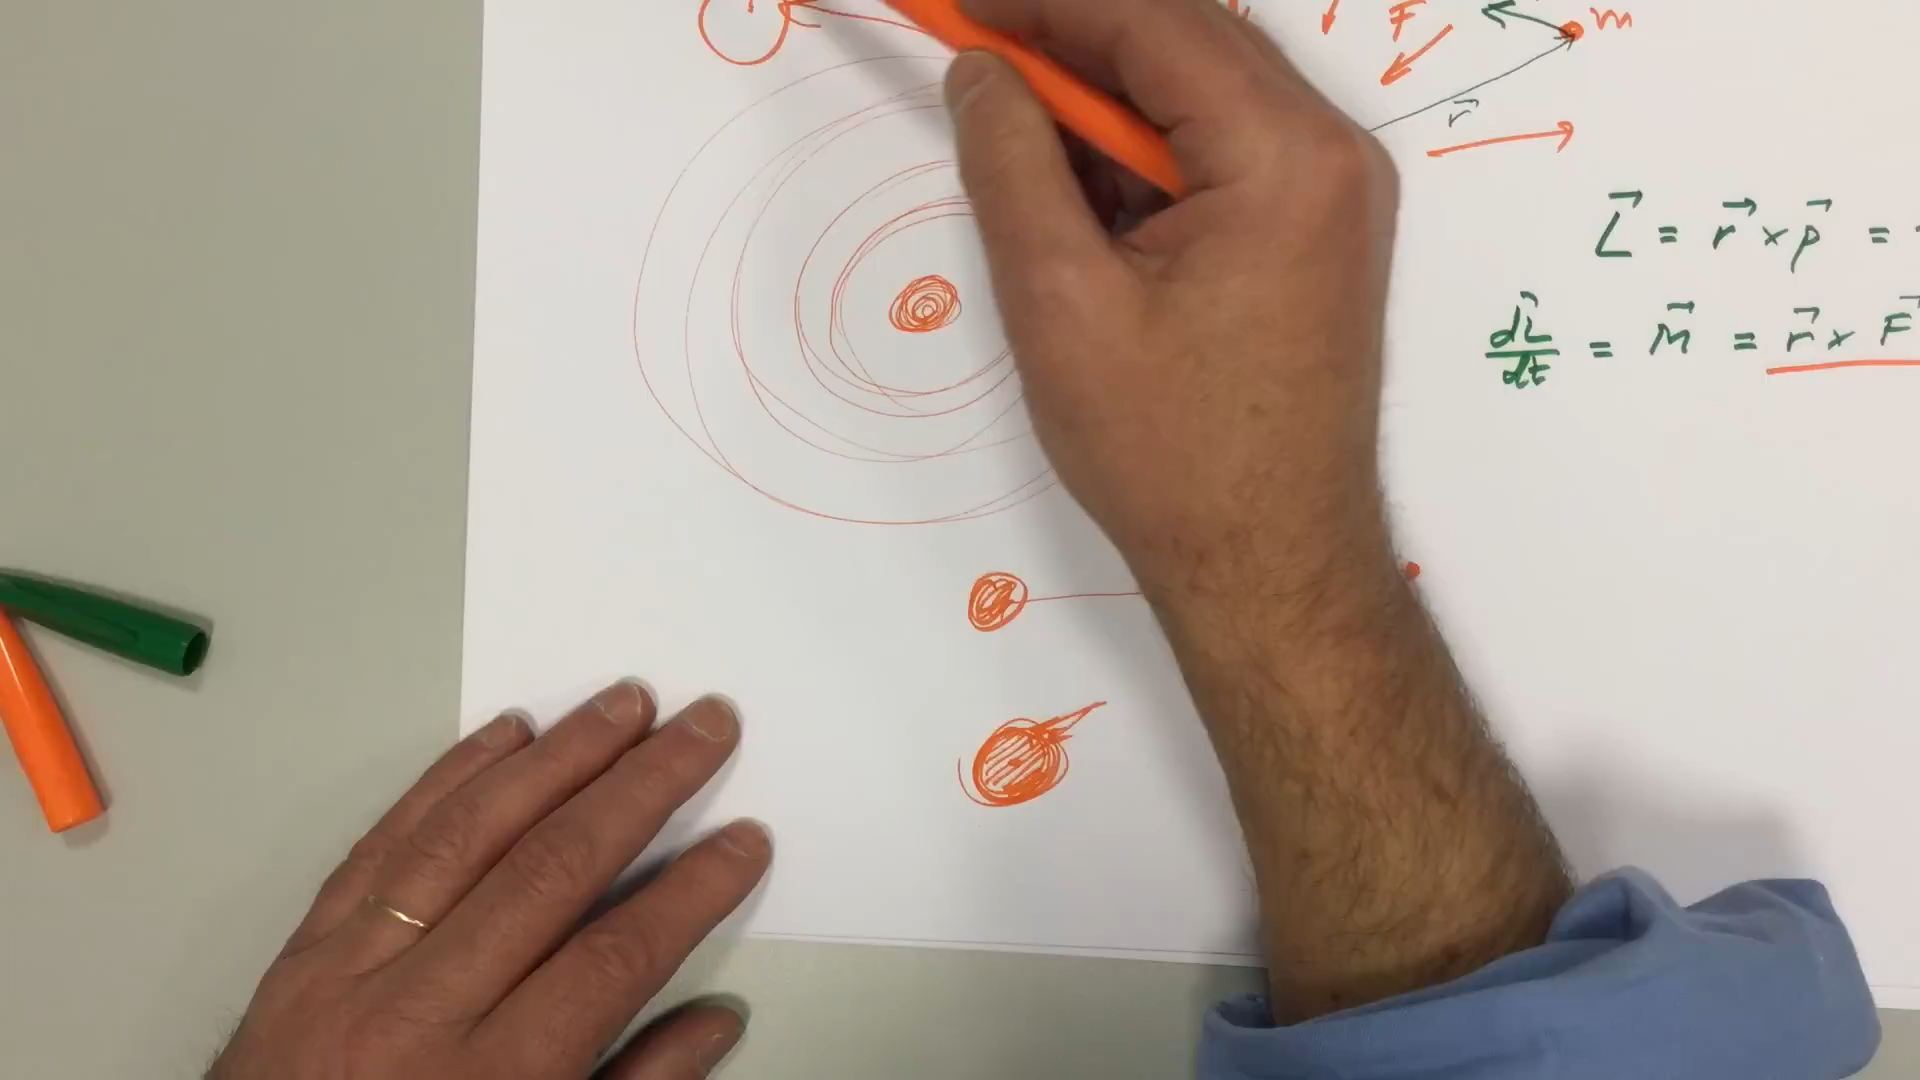 F m
r⃗
L⃗ = r⃗ × p⃗ =
dL⃗/dt = M⃗ = r⃗ × F⃗